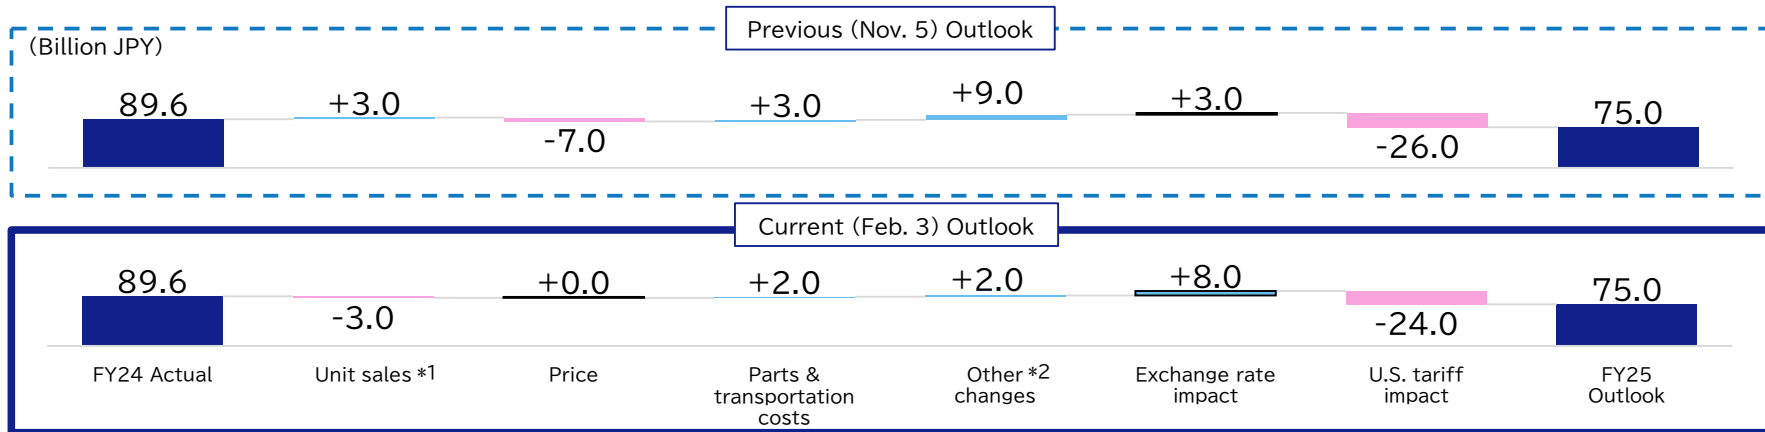 Previous (Nov. 5) Outlook
(Billion JPY)
89.6
+3.0
-7.0
+3.0
+9.0
+3.0
-26.0
75.0
Current (Feb. 3) Outlook
89.6
-3.0
+0.0
+2.0
+2.0
+8.0
-24.0
75.0
FY24 Actual
Unit sales *1
Price
Parts &
transportation
costs
Other *2
changes
Exchange rate
impact
U.S. tariff
impact
FY25
Outlook